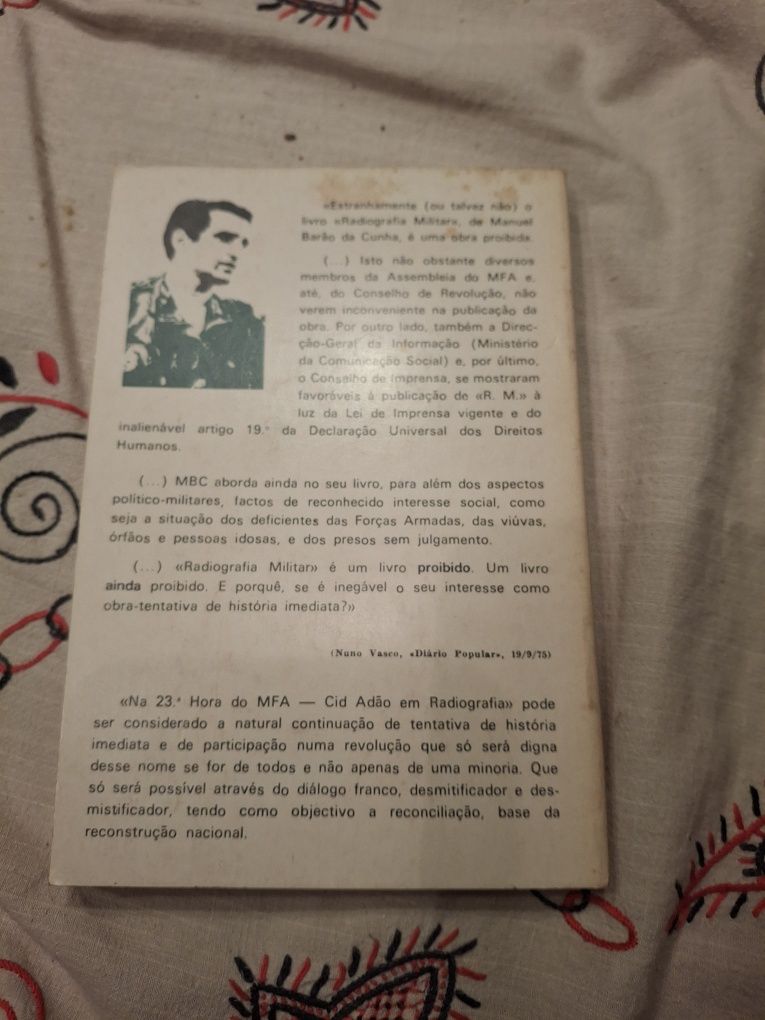 «Estranhamente (ou talvez não) o
livro «Radiografia Militar», de Manuel
Barão da Cunha, é uma obra proibida.
(...) Isto não obstante diversos
membros da Assembleia do MFA e,
até, do Conselho de Revolução, não
verem inconveniente na publicação da
obra. Por outro lado, também a Direc-
ção-Geral da Informação (Ministério
da Comunicação Social) e, por último,
o Conselho de Imprensa, se mostraram
favoráveis à publicação de «R. M.» à
luz da Lei de Imprensa vigente e do
inalienável artigo 19.º da Declaração Universal dos Direitos
Humanos.
(...) MBC aborda ainda no seu livro, para além dos aspectos
político-militares, factos de reconhecido interesse social, como
seja a situação dos deficientes das Forças Armadas, das viúvas,
órfãos e pessoas idosas, e dos presos sem julgamento.
(...) «Radiografia Militar» é um livro proibido. Um livro
ainda proibido. E porquê, se é inegável o seu interesse como
obra-tentativa de história imediata?»
(Nuno Vasco, «Diário Popular», 19/9/75)
«Na 23.ª Hora do MFA — Cid Adão em Radiografia» pode
ser considerado a natural continuação de tentativa de história
imediata e de participação numa revolução que só será digna
desse nome se for de todos e não apenas de uma minoria. Que
só será possível através do diálogo franco, desmitificador e des-
mistificador, tendo como objectivo a reconciliação, base da
reconstrução nacional.